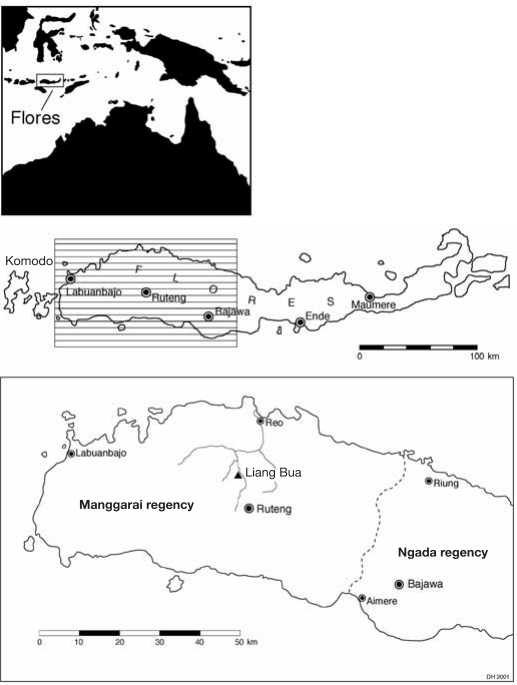 Flores
Komodo
F L O R E S
Labuanbajo
Ruteng
Bajawa
Ende
Maumere
0 100 km
Reo
Labuanbajo
Liang Bua
Riung
Manggarai regency
Ruteng
Ngada regency
Bajawa
Aimere
0 10 20 30 40 50 km
DH 2001